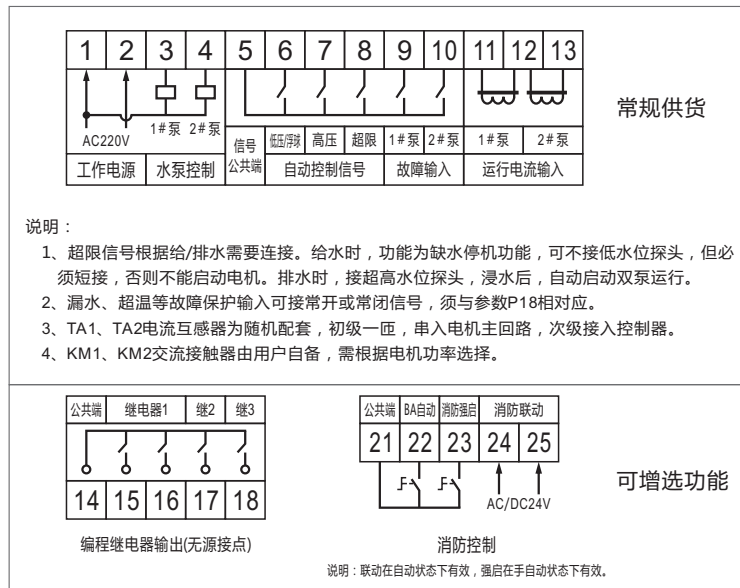 1 2 3 4 5 6 7 8 9 10 11 12 13
常规供货
AC220V
1#泵 2#泵
信号公共端
低压/浮球 高压 超限 1#泵 2#泵 1#泵 2#泵
工作电源 水泵控制 自动控制信号 故障输入 运行电流输入
说明：
1、超限信号根据给/排水需要连接。给水时，功能为缺水停机功能，可不接低水位探头，但必
须短接，否则不能启动电机。排水时，接超高水位探头，浸水后，自动启动双泵运行。
2、漏水、超温等故障保护输入可接常开或常闭信号，须与参数P18相对应。
3、TA1、TA2电流互感器为随机配套，初级一匝，串入电机主回路，次级接入控制器。
4、KM1、KM2交流接触器由用户自备，需根据电机功率选择。
公共端 继电器1 继2 继3
14 15 16 17 18
编程继电器输出(无源接点)
公共端 BA自动 消防强启 消防联动
21 22 23 24 25
AC/DC24V
消防控制
说明：联动在自动状态下有效，强启在手自动状态下有效。
可增选功能